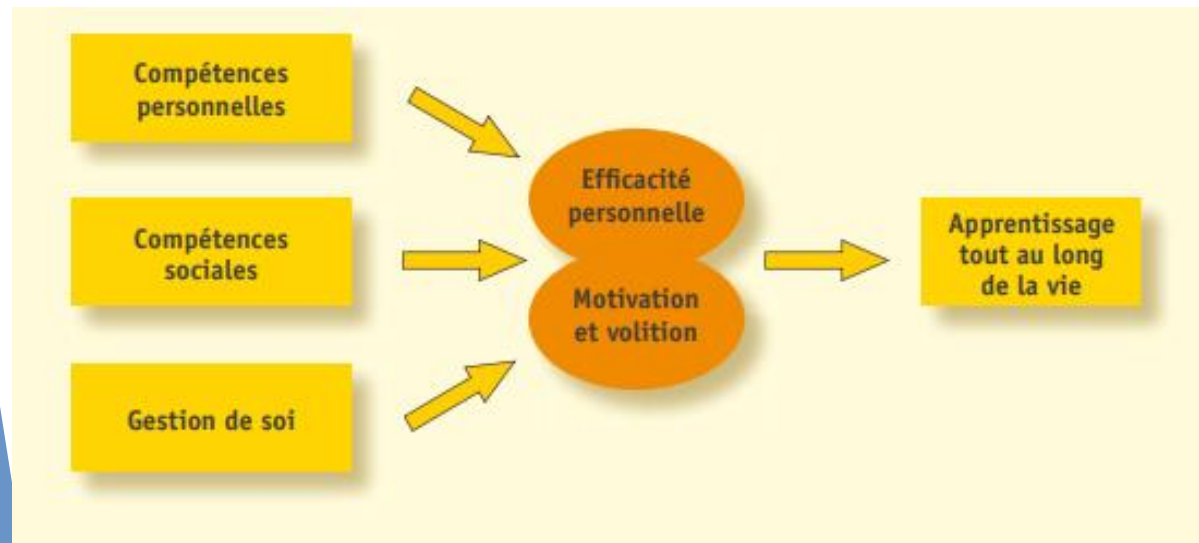 Compétences
personnelles
Compétences
sociales
Gestion de soi
Efficacité
personnelle
Motivation
et volition
Apprentissage
tout au long
de la vie